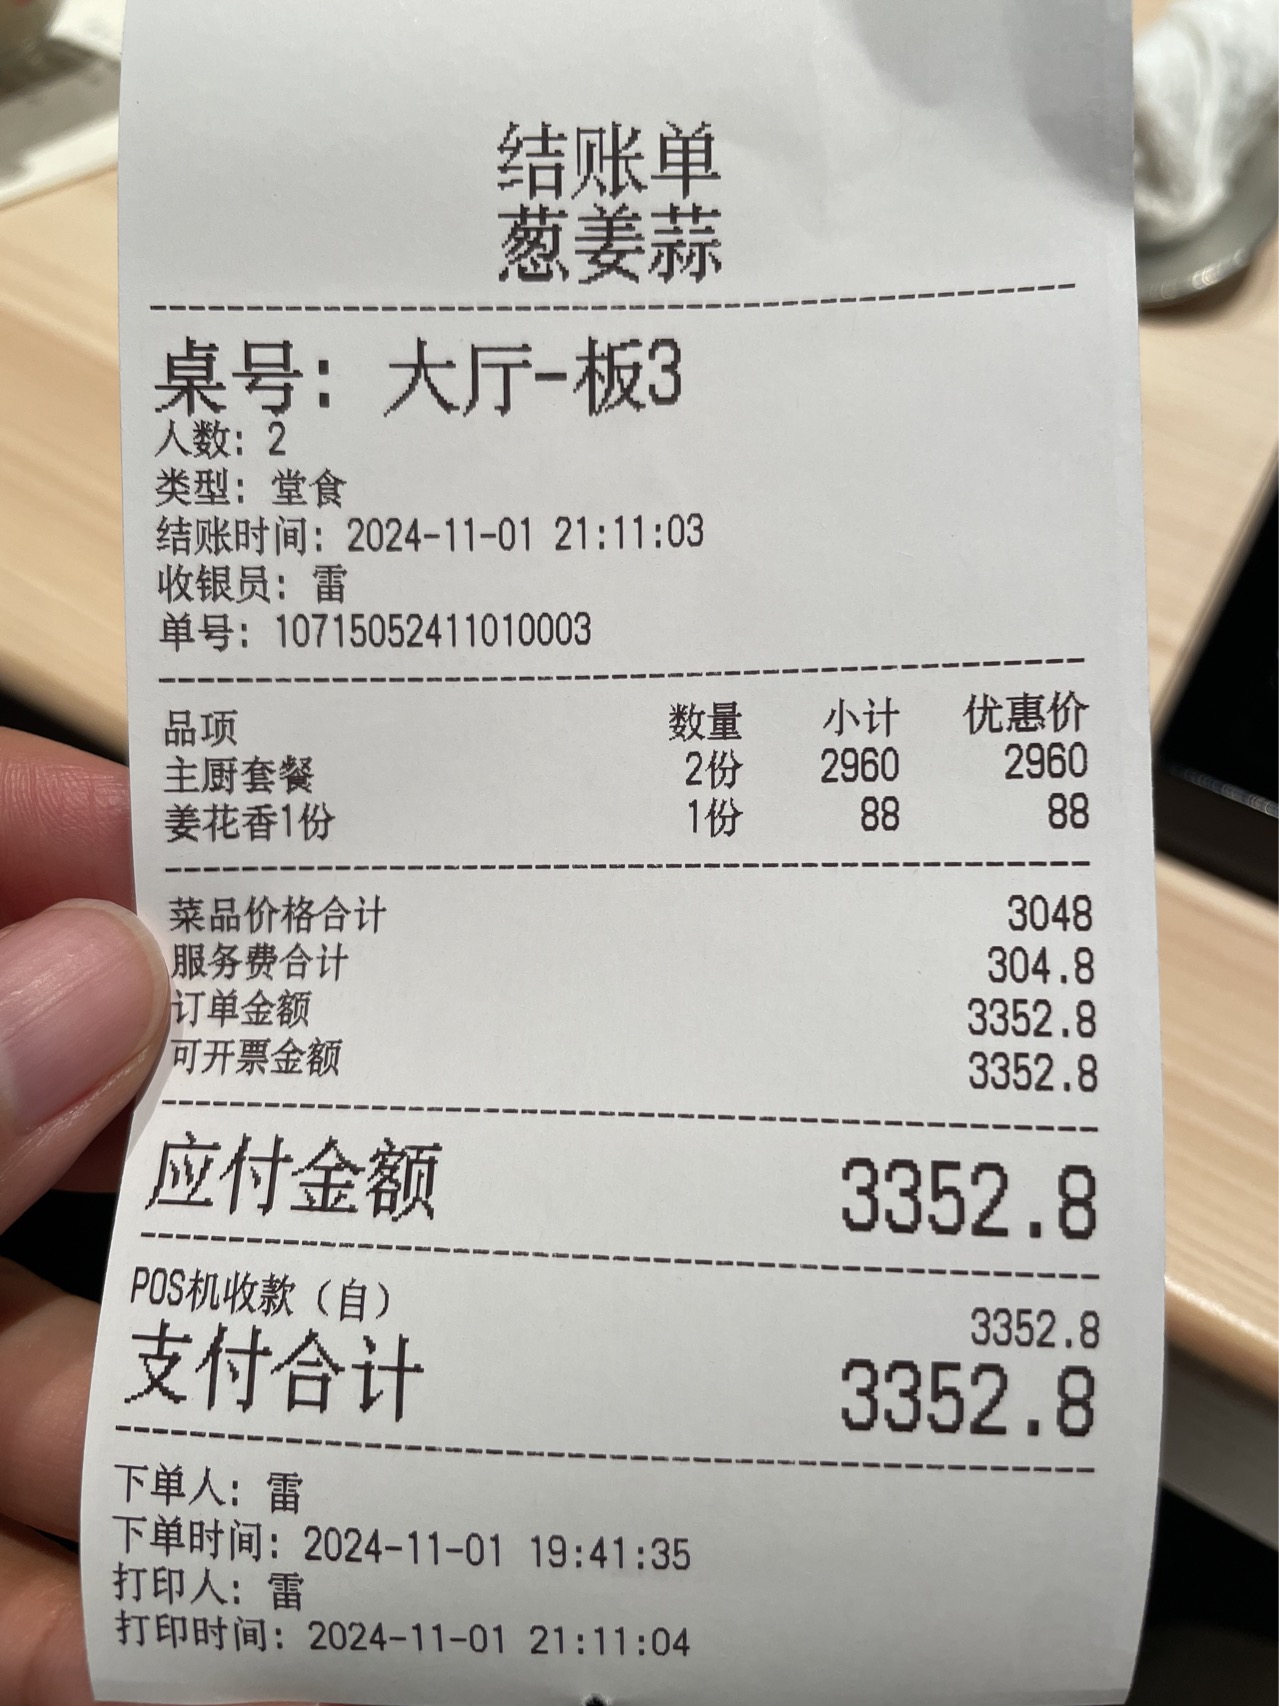 结账单
葱姜蒜
桌号: 大厅-板3
人数: 2
类型: 堂食
结账时间: 2024-11-01 21:11:03
收银员: 雷
单号: 10715052411010003
品项 数量 小计 优惠价
主厨套餐 2份 2960 2960
姜花香1份 1份 88 88
菜品价格合计 3048
服务费合计 304.8
订单金额 3352.8
可开票金额 3352.8
应付金额 3352.8
POS机收款（自） 3352.8
支付合计 3352.8
下单人: 雷
下单时间: 2024-11-01 19:41:35
打印人: 雷
打印时间: 2024-11-01 21:11:04